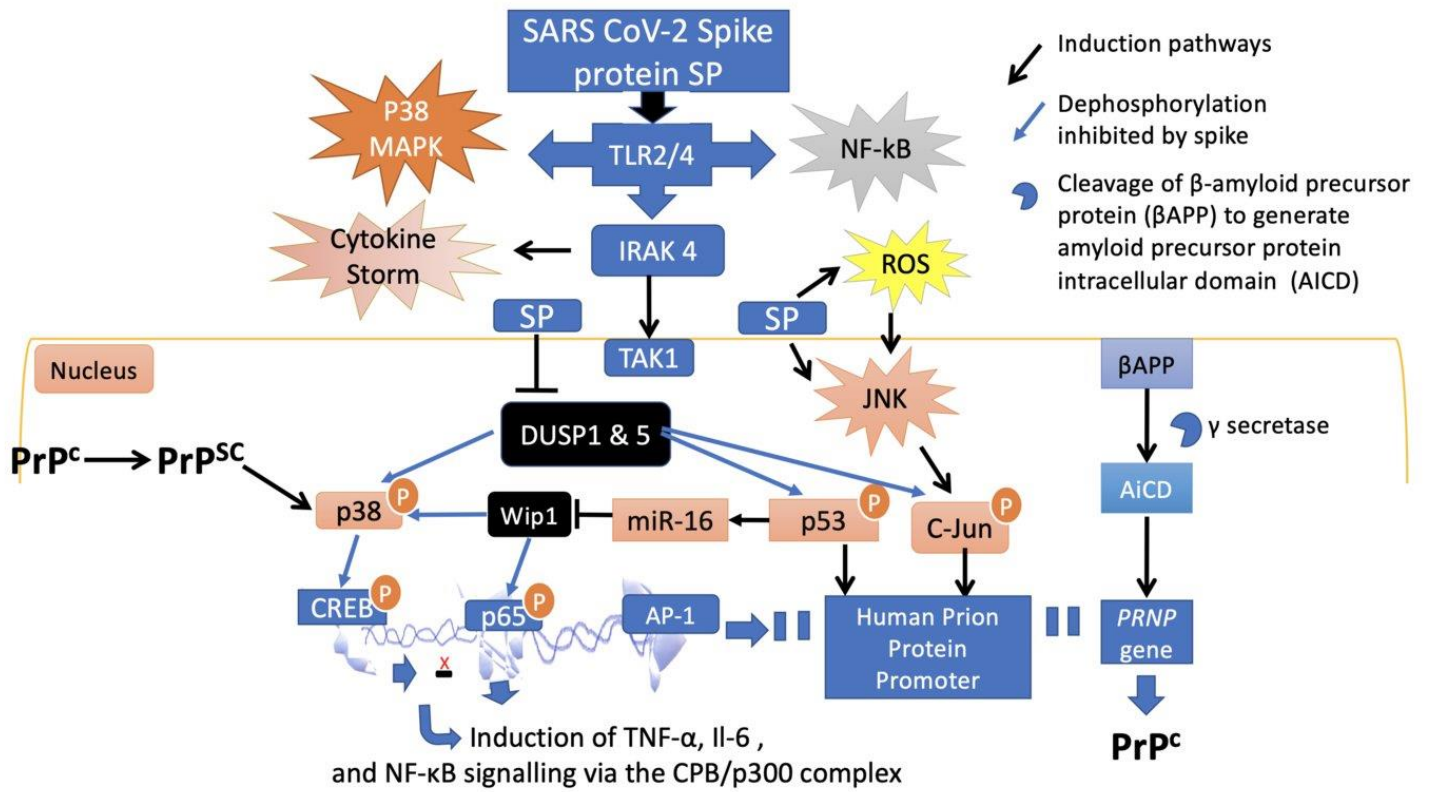 SARS CoV-2 Spike
protein SP
Induction pathways
Dephosphorylation
inhibited by spike
Cleavage of β-amyloid precursor
protein (βAPP) to generate
amyloid precursor protein
intracellular domain (AICD)
P38
MAPK
TLR2/4
NF-kB
Cytokine
Storm
IRAK 4
ROS
SP
SP
TAK1
Nucleus
JNK
βAPP
γ secretase
DUSP1 & 5
PrPᶜ
PrPˢᶜ
AiCD
p38
P
Wip1
miR-16
p53
P
C-Jun
P
CREB
P
p65
P
AP-1
Human Prion
Protein
Promoter
PRNP
gene
X
Induction of TNF-α, Il-6 ,
and NF-κB signalling via the CPB/p300 complex
PrPᶜ